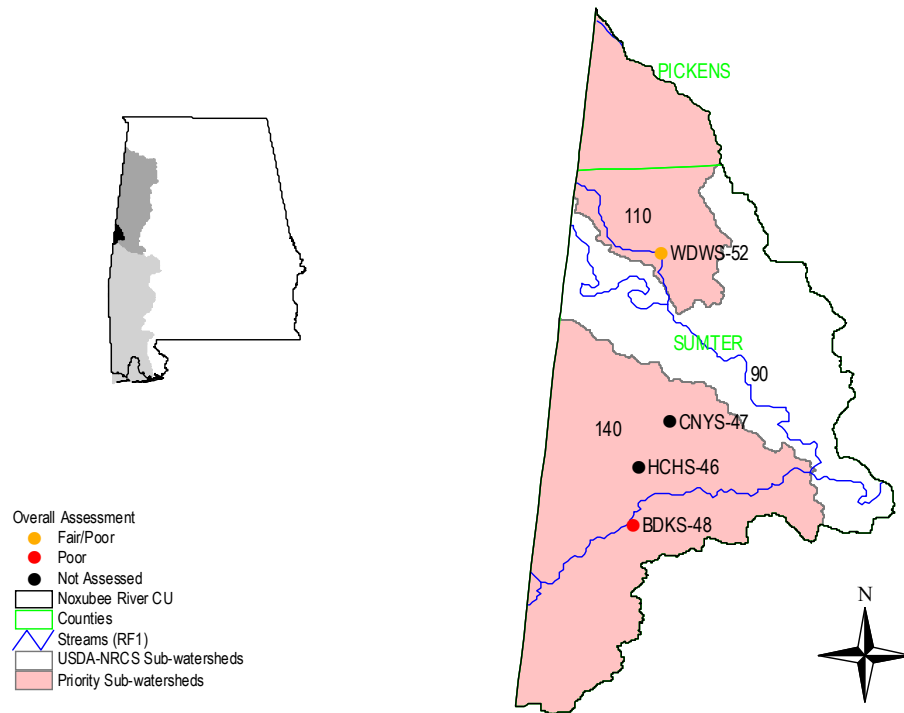 PICKENS
110
WDWS-52
SUMTER
90
CNYS-47
140
HCHS-46
BDKS-48
Overall Assessment
Fair/Poor
Poor
Not Assessed
Noxubee River CU
Counties
Streams (RF1)
USDA-NRCS Sub-watersheds
Priority Sub-watersheds
N